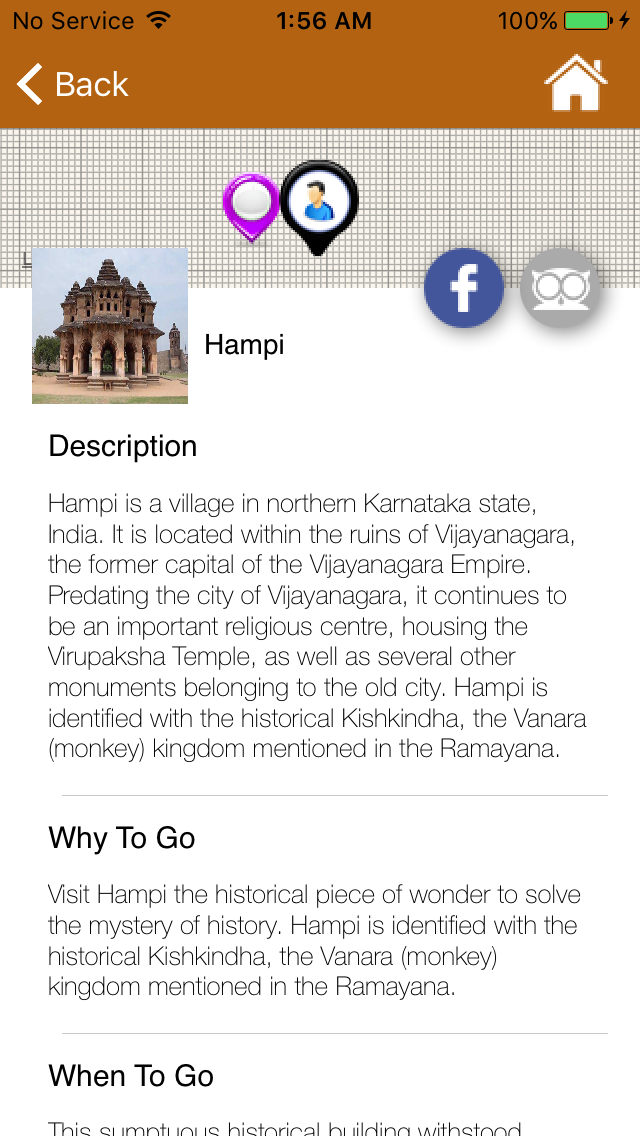 No Service 1:56 AM 100%
Back
Hampi
Description
Hampi is a village in northern Karnataka state,
India. It is located within the ruins of Vijayanagara,
the former capital of the Vijayanagara Empire.
Predating the city of Vijayanagara, it continues to
be an important religious centre, housing the
Virupaksha Temple, as well as several other
monuments belonging to the old city. Hampi is
identified with the historical Kishkindha, the Vanara
(monkey) kingdom mentioned in the Ramayana.
Why To Go
Visit Hampi the historical piece of wonder to solve
the mystery of history. Hampi is identified with the
historical Kishkindha, the Vanara (monkey)
kingdom mentioned in the Ramayana.
When To Go
This sumptuous historical building withstood